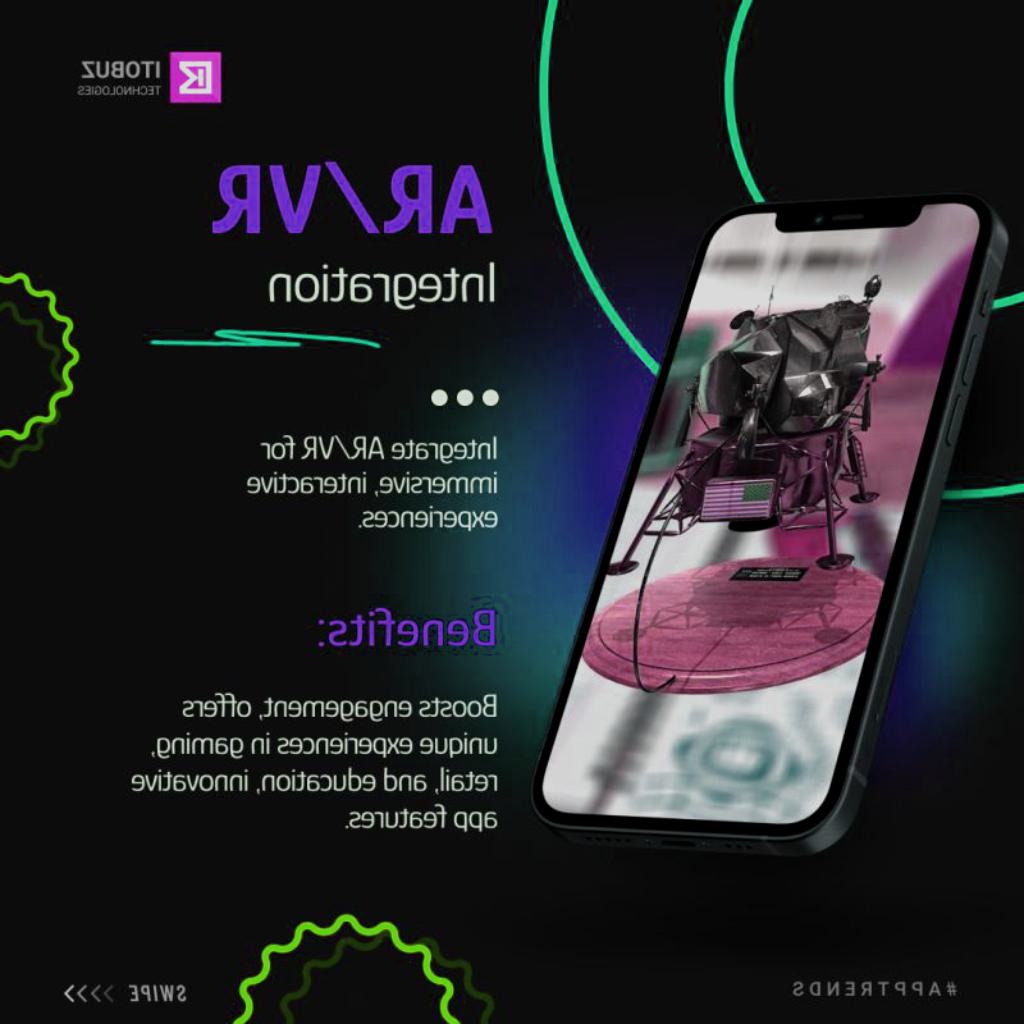 ITOBUZ
TECHNOLOGIES
AR/VR
Integration
Integrate AR/VR for
immersive, interactive
experiences.
Benefits:
Boosts engagement, offers
unique experiences in gaming,
retail, and education, innovative
app features.
#APPTRENDS
SWIPE >>>>